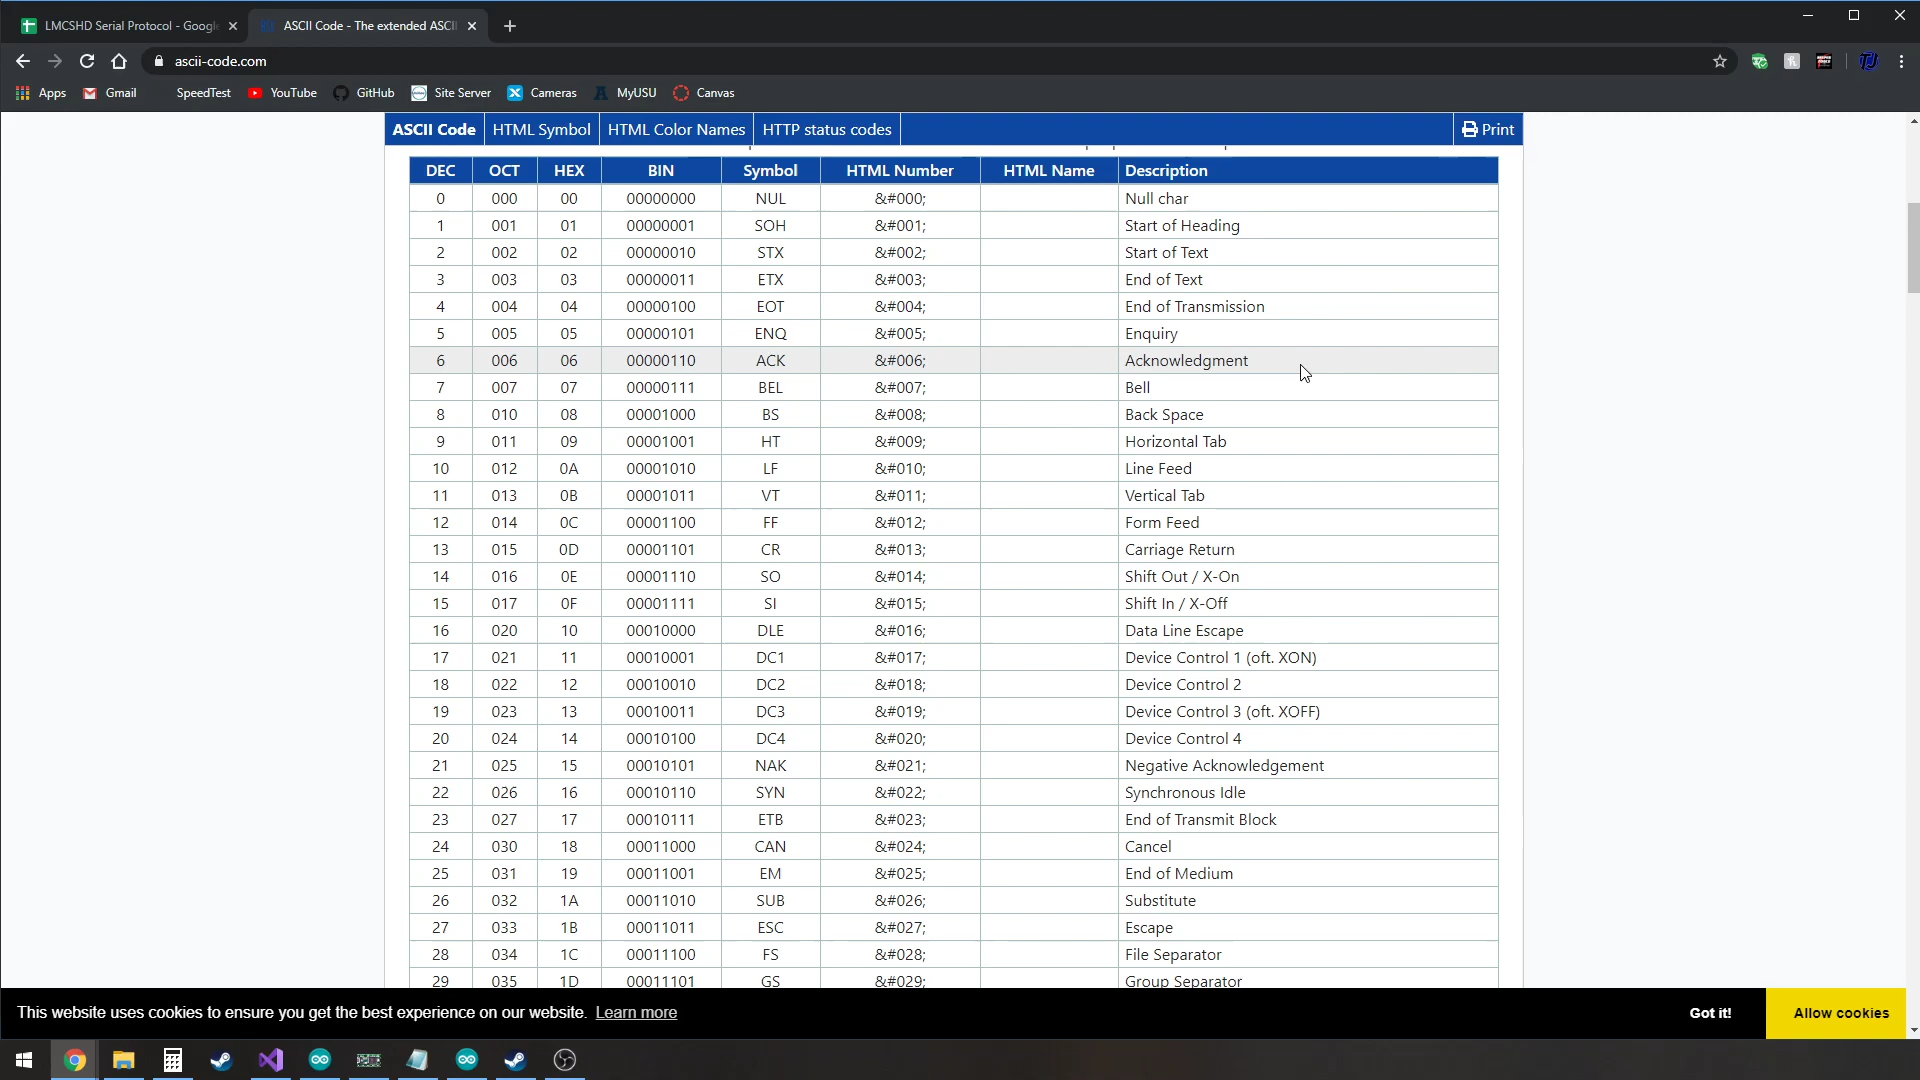 LMCSHD Serial Protocol - Google
ASCII Code - The extended ASCII
ascii-code.com
Apps Gmail SpeedTest YouTube GitHub Site Server Cameras MyUSU Canvas
ASCII Code HTML Symbol HTML Color Names HTTP status codes Print
DEC OCT HEX BIN Symbol HTML Number HTML Name Description
0 000 00 00000000 NUL &#000; Null char
1 001 01 00000001 SOH &#001; Start of Heading
2 002 02 00000010 STX &#002; Start of Text
3 003 03 00000011 ETX &#003; End of Text
4 004 04 00000100 EOT &#004; End of Transmission
5 005 05 00000101 ENQ &#005; Enquiry
6 006 06 00000110 ACK &#006; Acknowledgment
7 007 07 00000111 BEL &#007; Bell
8 010 08 00001000 BS &#008; Back Space
9 011 09 00001001 HT &#009; Horizontal Tab
10 012 0A 00001010 LF &#010; Line Feed
11 013 0B 00001011 VT &#011; Vertical Tab
12 014 0C 00001100 FF &#012; Form Feed
13 015 0D 00001101 CR &#013; Carriage Return
14 016 0E 00001110 SO &#014; Shift Out / X-On
15 017 0F 00001111 SI &#015; Shift In / X-Off
16 020 10 00010000 DLE &#016; Data Line Escape
17 021 11 00010001 DC1 &#017; Device Control 1 (oft. XON)
18 022 12 00010010 DC2 &#018; Device Control 2
19 023 13 00010011 DC3 &#019; Device Control 3 (oft. XOFF)
20 024 14 00010100 DC4 &#020; Device Control 4
21 025 15 00010101 NAK &#021; Negative Acknowledgement
22 026 16 00010110 SYN &#022; Synchronous Idle
23 027 17 00010111 ETB &#023; End of Transmit Block
24 030 18 00011000 CAN &#024; Cancel
25 031 19 00011001 EM &#025; End of Medium
26 032 1A 00011010 SUB &#026; Substitute
27 033 1B 00011011 ESC &#027; Escape
28 034 1C 00011100 FS &#028; File Separator
29 035 1D 00011101 GS &#029; Group Separator
This website uses cookies to ensure you get the best experience on our website. Learn more Got it! Allow cookies